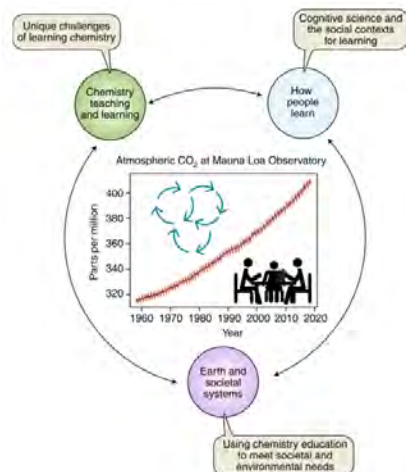 Unique challenges
of learning chemistry
Cognitive science and
the social contexts
for learning
Chemistry
teaching and
learning
How
people
learn
Atmospheric CO₂ at Mauna Loa Observatory
Parts per million
400
380
360
340
320
1960
1970
1980
1990
2000
2010
2020
Year
Earth and
societal
systems
Using chemistry education
to meet societal and
environmental needs